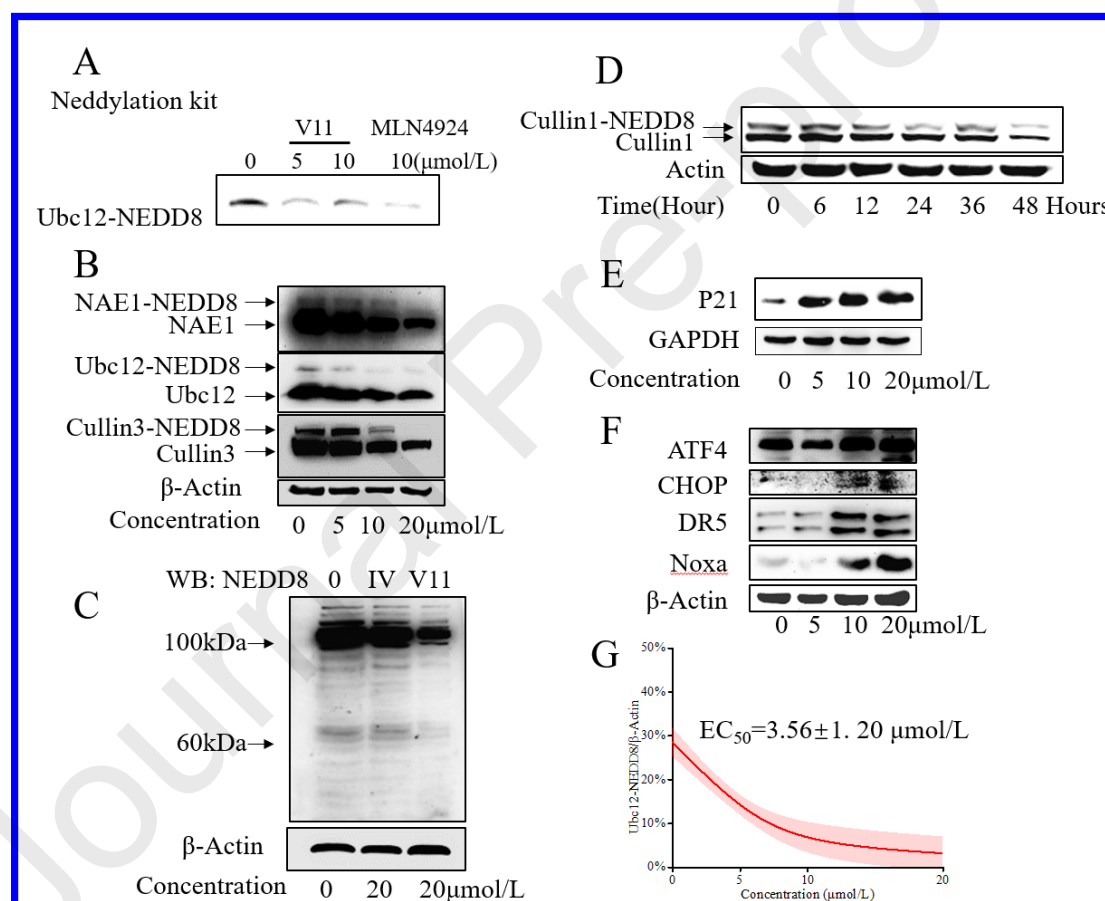 A
Neddylation kit
V11 MLN4924
0 5 10 10(μmol/L)
Ubc12-NEDD8
B
NAE1-NEDD8
NAE1
Ubc12-NEDD8
Ubc12
Cullin3-NEDD8
Cullin3
β-Actin
Concentration 0 5 10 20μmol/L
C
WB: NEDD8 0 IV V11
100kDa
60kDa
β-Actin
Concentration 0 20 20μmol/L
D
Cullin1-NEDD8
Cullin1
Actin
Time(Hour) 0 6 12 24 36 48 Hours
E
P21
GAPDH
Concentration 0 5 10 20μmol/L
F
ATF4
CHOP
DR5
Noxa
β-Actin
0 5 10 20μmol/L
G
50%
40%
30%
20%
10%
0%
Ubc12-NEDD8/β-Actin
EC50=3.56±1. 20 μmol/L
0 5 10 20
Concentration (μmol/L)
Journal Pre-pro